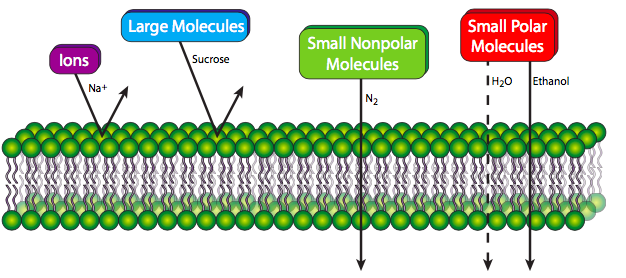 Ions
Na+
Large Molecules
Sucrose
Small Nonpolar
Molecules
N2
Small Polar
Molecules
H2O
Ethanol